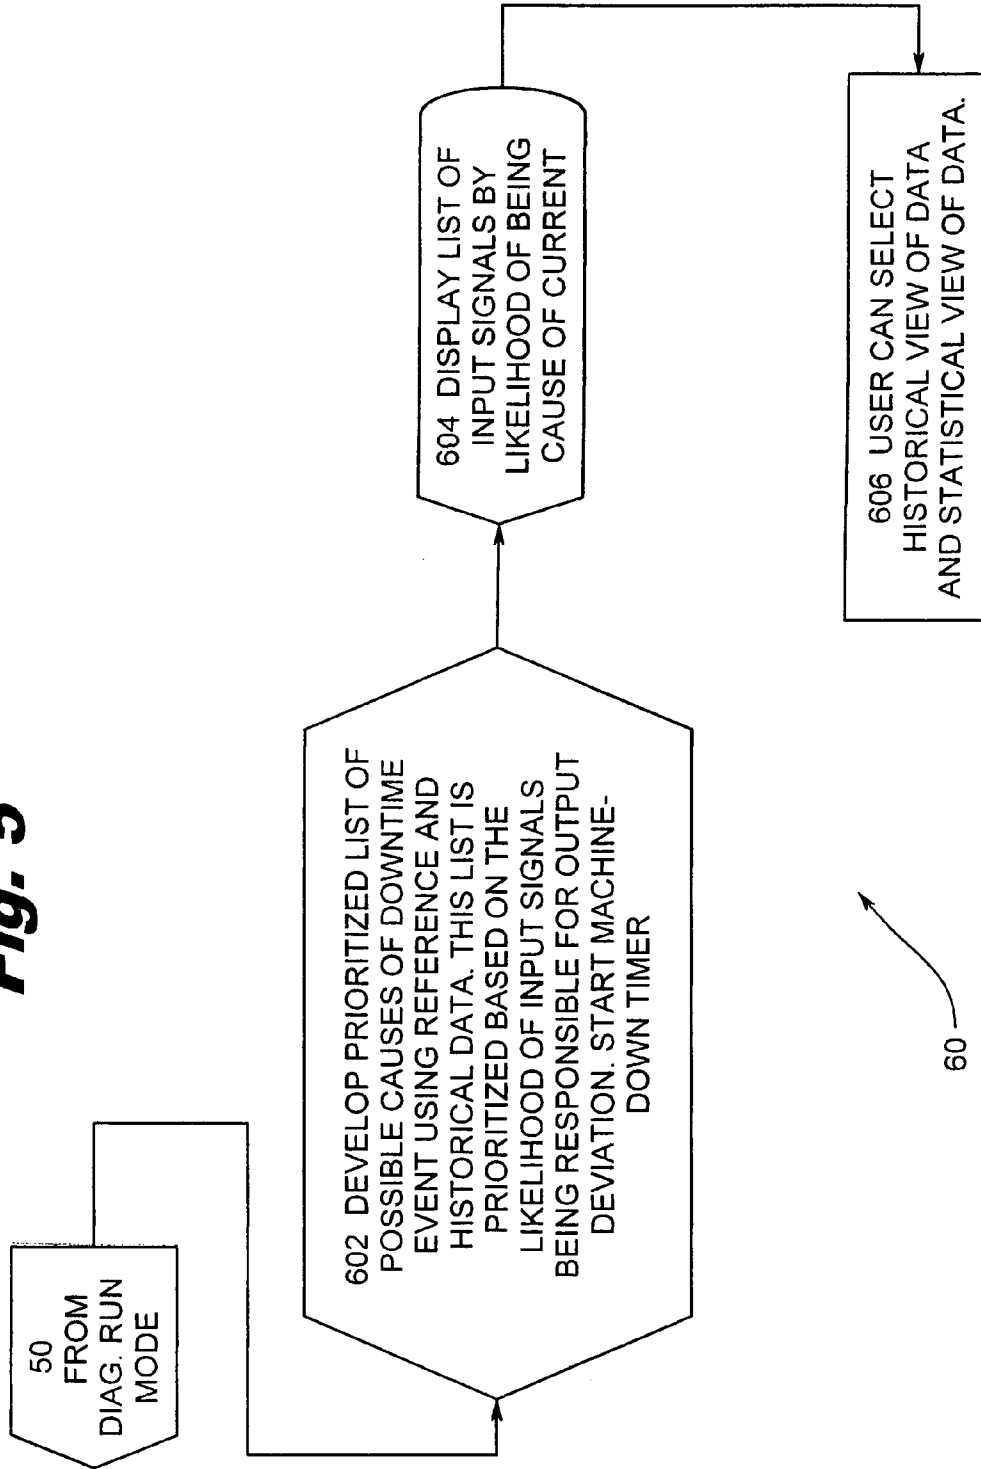 Fig. 5
50
FROM
DIAG. RUN
MODE
602 DEVELOP PRIORITIZED LIST OF
POSSIBLE CAUSES OF DOWNTIME
EVENT USING REFERENCE AND
HISTORICAL DATA. THIS LIST IS
PRIORITIZED BASED ON THE
LIKELIHOOD OF INPUT SIGNALS
BEING RESPONSIBLE FOR OUTPUT
DEVIATION. START MACHINE-
DOWN TIMER
604 DISPLAY LIST OF
INPUT SIGNALS BY
LIKELIHOOD OF BEING
CAUSE OF CURRENT
606 USER CAN SELECT
HISTORICAL VIEW OF DATA
AND STATISTICAL VIEW OF DATA.
60